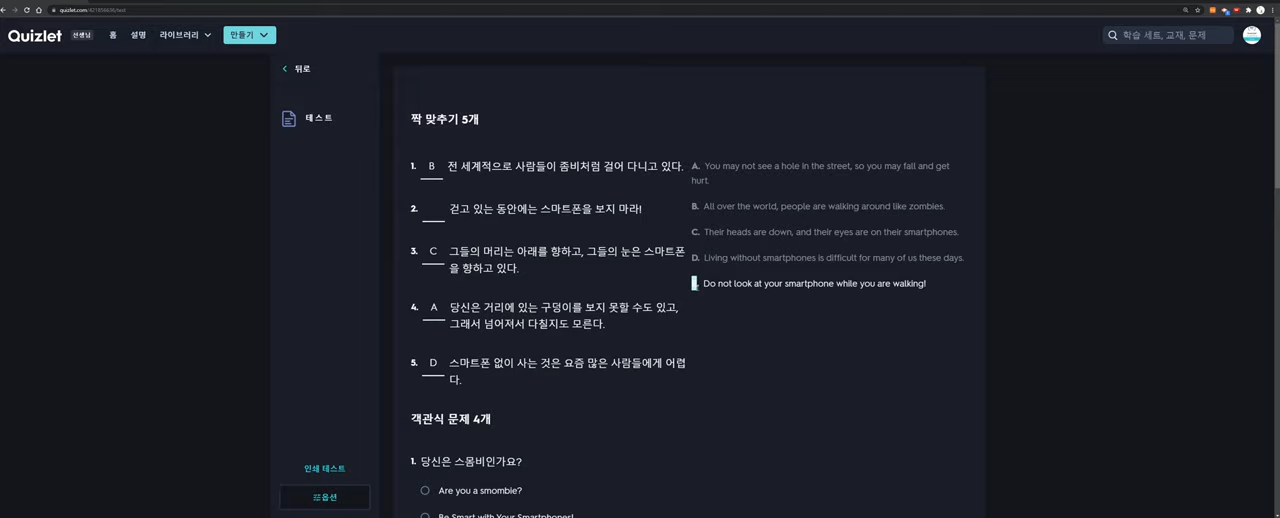 quizlet.com/421856636/test
Quizlet 선생님 홈 설명 라이브러리 만들기 학습 세트, 교재, 문제
뒤로
테스트
짝 맞추기 5개
1. B 전 세계적으로 사람들이 좀비처럼 걸어 다니고 있다.
2. 걷고 있는 동안에는 스마트폰을 보지 마라!
3. C 그들의 머리는 아래를 향하고, 그들의 눈은 스마트폰
을 향하고 있다.
4. A 당신은 거리에 있는 구덩이를 보지 못할 수도 있고,
그래서 넘어져서 다칠지도 모른다.
5. D 스마트폰 없이 사는 것은 요즘 많은 사람들에게 어렵
다.
A. You may not see a hole in the street, so you may fall and get
hurt.
B. All over the world, people are walking around like zombies.
C. Their heads are down, and their eyes are on their smartphones.
D. Living without smartphones is difficult for many of us these days.
Do not look at your smartphone while you are walking!
객관식 문제 4개
1. 당신은 스몸비인가요?
Are you a smombie?
Be Smart with Your Smartphones!
인쇄 테스트
옵션